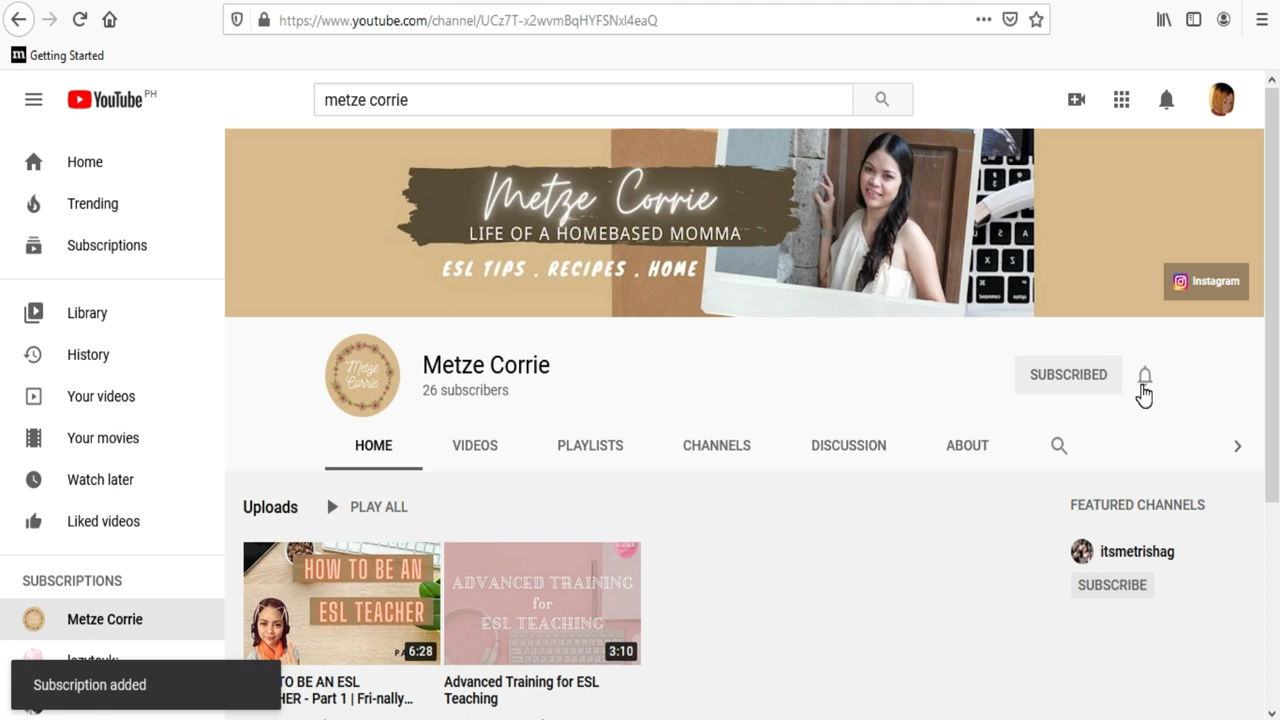 https://www.youtube.com/channel/UCz7T-x2wvmBqHYFSNxl4eaQ
m Getting Started
YouTube PH
metze corrie
Home
Trending
Subscriptions
Library
History
Your videos
Your movies
Watch later
Liked videos
SUBSCRIPTIONS
Metze Corrie
Subscription added
Metze Corrie
LIFE OF A HOMEBASED MOMMA
ESL TIPS . RECIPES . HOME
Instagram
Metze Corrie
Metze Corrie
26 subscribers
SUBSCRIBED
HOME VIDEOS PLAYLISTS CHANNELS DISCUSSION ABOUT
Uploads PLAY ALL
HOW TO BE AN
ESL TEACHER
6:28
TO BE AN ESL
HER - Part 1 | Fri-nally...
ADVANCED TRAINING
for
ESL TEACHING
3:10
Advanced Training for ESL
Teaching
FEATURED CHANNELS
itsmetrishag
SUBSCRIBE